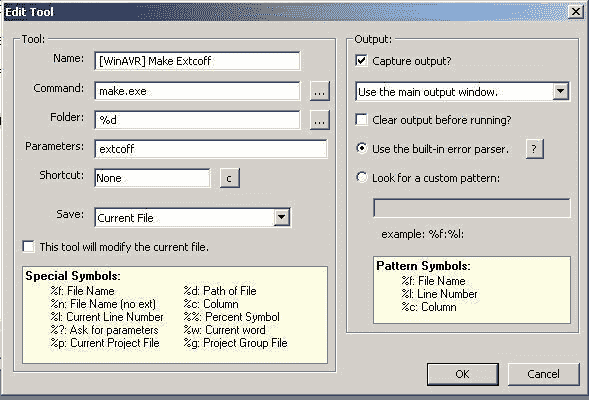 Edit Tool
Tool:
Name: [WinAVR] Make Extcoff
Command: make.exe ...
Folder: %d ...
Parameters: extcoff
Shortcut: None c
Save: Current File
This tool will modify the current file.
Special Symbols:
%f: File Name %d: Path of File
%n: File Name (no ext) %c: Column
%l: Current Line Number %%: Percent Symbol
%?: Ask for parameters %w: Current word
%p: Current Project File %g: Project Group File
Output:
Capture output?
Use the main output window.
Clear output before running?
Use the built-in error parser. ?
Look for a custom pattern:
example: %f:%l:
Pattern Symbols:
%f: File Name
%l: Line Number
%c: Column
OK Cancel